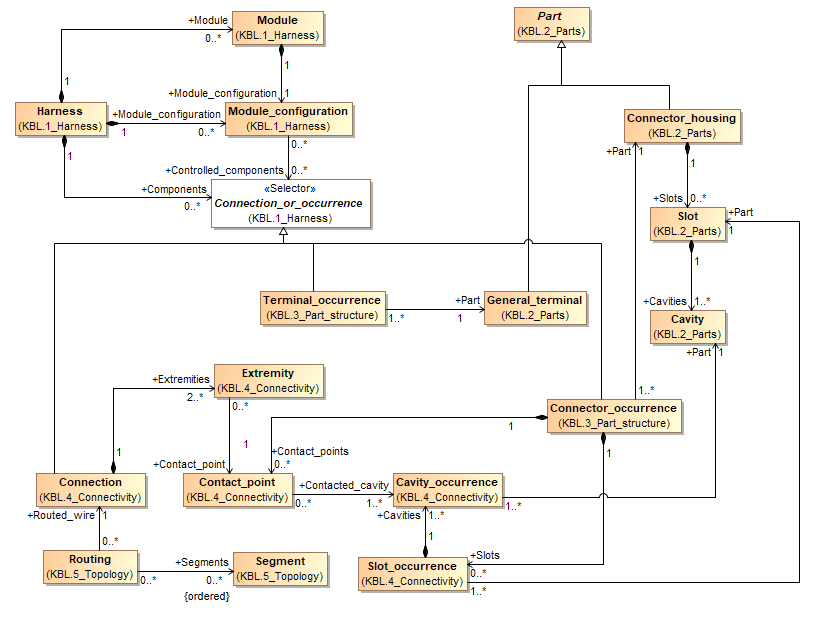 Module
(KBL.1_Harness)
+Module
0..*
1
1
Part
(KBL.2_Parts)
+Module_configuration
1
Harness
(KBL.1_Harness)
+Module_configuration
1
0..*
Module_configuration
(KBL.1_Harness)
0..*
Connector_housing
(KBL.2_Parts)
+Part
1
1
1
+Controlled_components
0..*
+Components
0..*
«Selector»
Connection_or_occurrence
(KBL.1_Harness)
+Slots
0..*
Slot
(KBL.2_Parts)
+Part
1
1
Terminal_occurrence
(KBL.3_Part_structure)
1..*
+Part
1
General_terminal
(KBL.2_Parts)
+Cavities
1..*
Cavity
(KBL.2_Parts)
+Part
1
Extremity
(KBL.4_Connectivity)
+Extremities
2..*
0..*
1..*
Connector_occurrence
(KBL.3_Part_structure)
1
1
1
1
+Contact_points
0..*
+Contact_point
Connection
(KBL.4_Connectivity)
Contact_point
(KBL.4_Connectivity)
+Contacted_cavity
0..*
1..*
Cavity_occurrence
(KBL.4_Connectivity)
1..*
+Routed_wire
1
+Cavities
1..*
1
0..*
Routing
(KBL.5_Topology)
+Segments
0..*
0..*
{ordered}
Segment
(KBL.5_Topology)
Slot_occurrence
(KBL.4_Connectivity)
+Slots
0..*
1..*